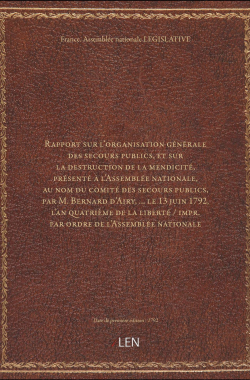 France. Assemblée nationale LEGISLATIVE
Rapport sur l'organisation générale
des secours publics, et sur
la destruction de la mendicité,
présenté à l'Assemblée nationale,
au nom du comité des secours publics,
par M. Bernard d'Airy, ... le 13 juin 1792,
l'an quatrième de la liberté / impr.
par ordre de l'Assemblée nationale
Date de première édition : 1792
LEN